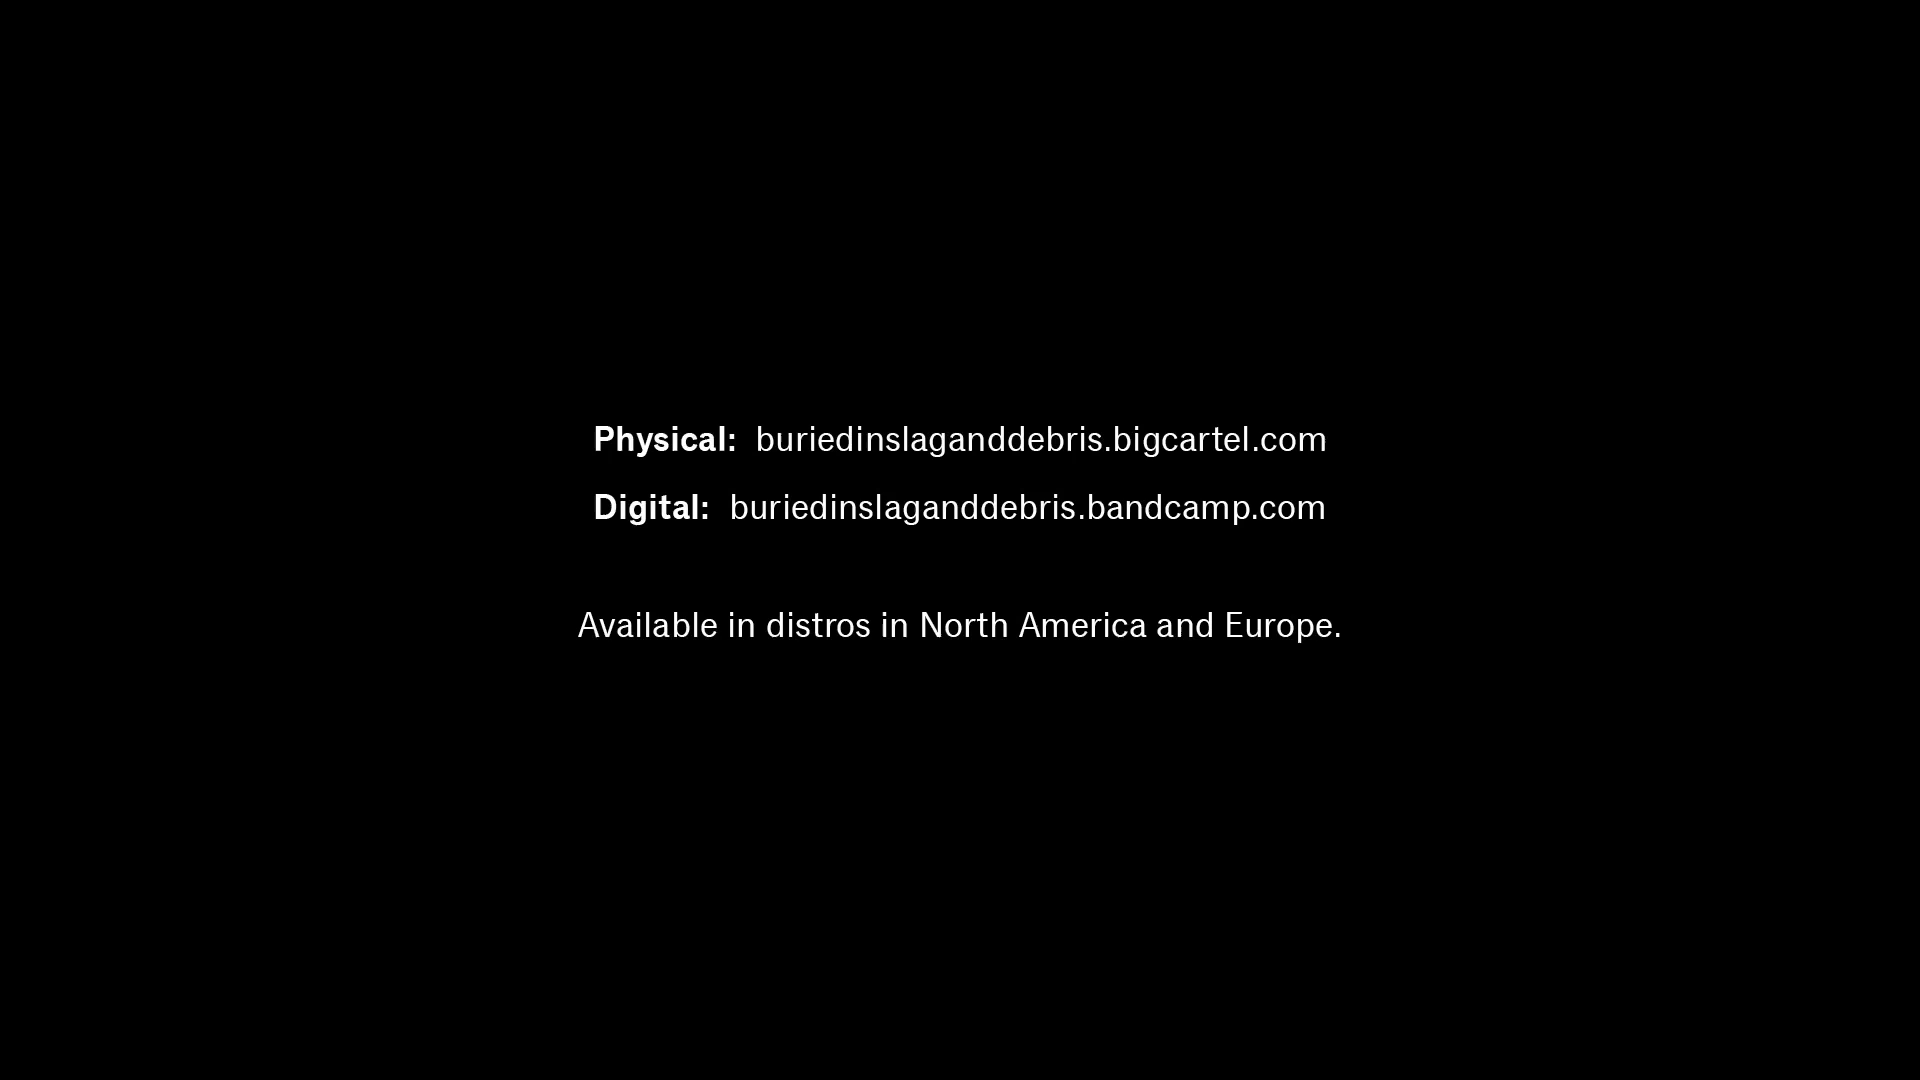 Physical: buriedinslaganddebris.bigcartel.com
Digital: buriedinslaganddebris.bandcamp.com
Available in distros in North America and Europe.